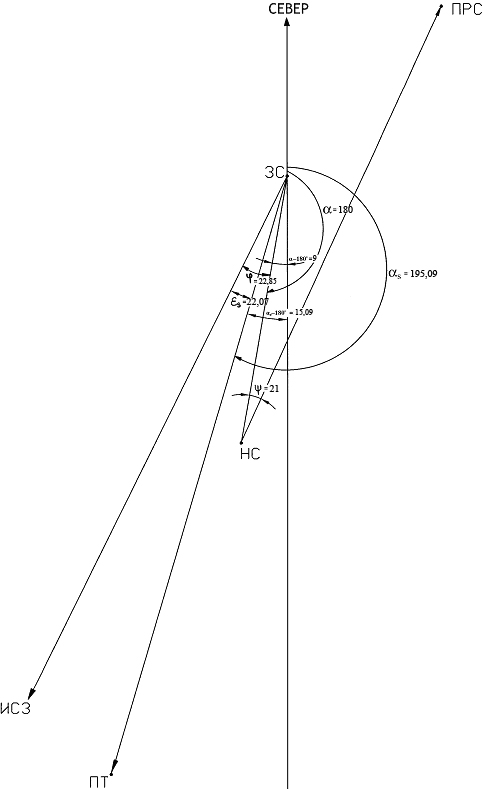 СЕВЕР
ПРС
ЗС
α=180
α-180°=9
φ=22,85
αs=195,09
εs=22,07
αs-180° = 15,09
ψ=21
НС
ИСЗ
ПТ